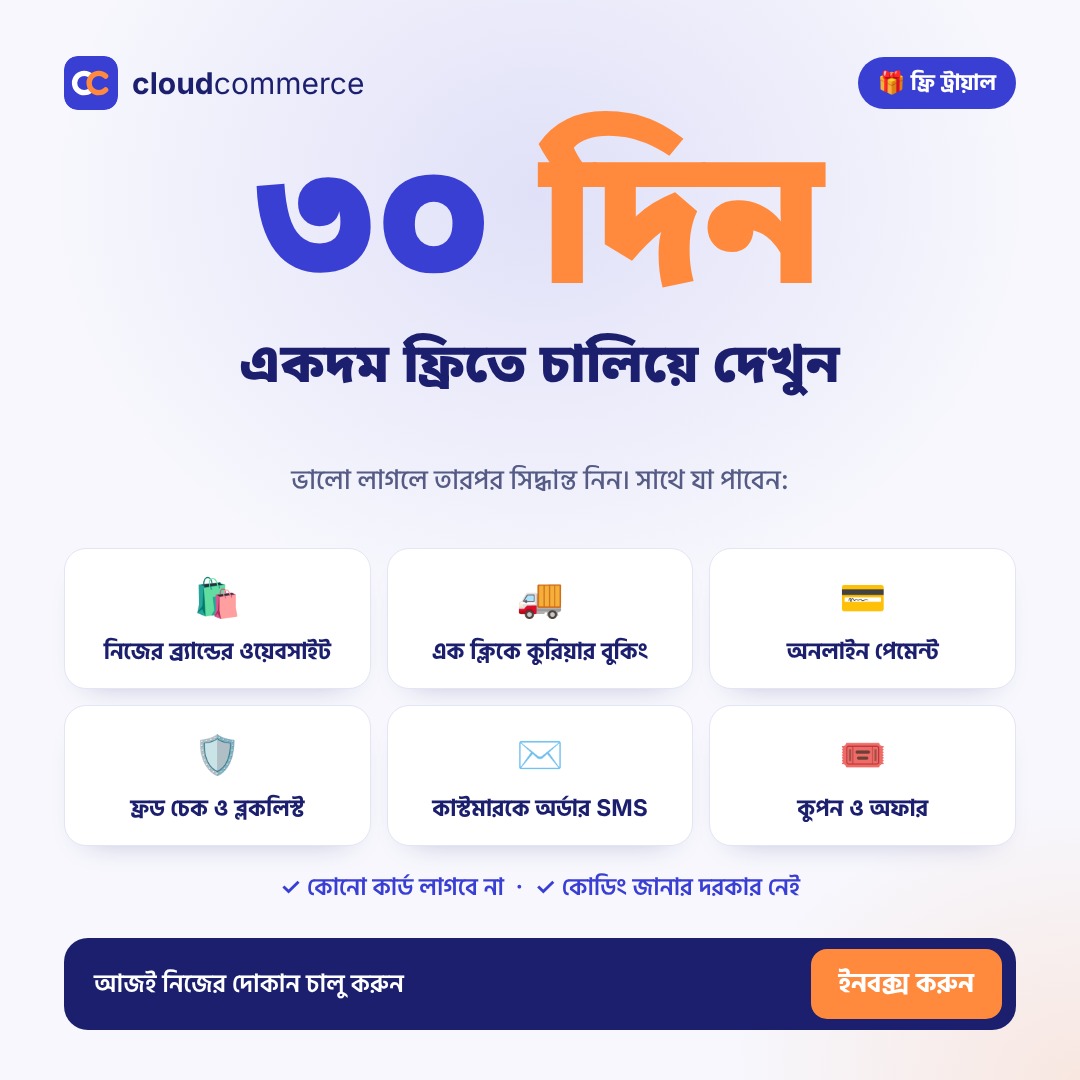 cloudcommerce
🎁 ফ্রি ট্রায়াল
৩০ দিন
একদম ফ্রিতে চালিয়ে দেখুন
ভালো লাগলে তারপর সিদ্ধান্ত নিন। সাথে যা পাবেন:
নিজের ব্র্যান্ডের ওয়েবসাইট
এক ক্লিকে কুরিয়ার বুকিং
অনলাইন পেমেন্ট
ফ্রড চেক ও ব্লকলিস্ট
কাস্টমারকে অর্ডার SMS
কুপন ও অফার
✓ কোনো কার্ড লাগবে না · ✓ কোডিং জানার দরকার নেই
আজই নিজের দোকান চালু করুন
ইনবক্স করুন